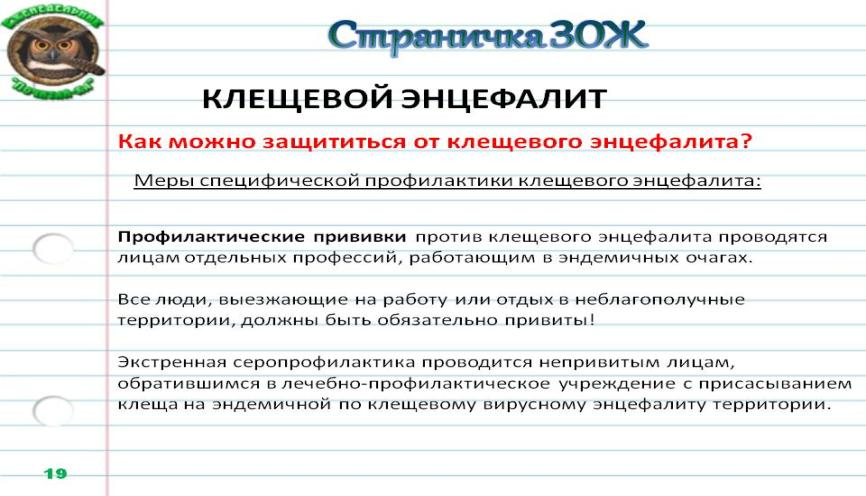 Страничка ЗОЖ
КЛЕЩЕВОЙ ЭНЦЕФАЛИТ
Как можно защититься от клещевого энцефалита?
Меры специфической профилактики клещевого энцефалита:
Профилактические прививки против клещевого энцефалита проводятся
лицам отдельных профессий, работающим в эндемичных очагах.
Все люди, выезжающие на работу или отдых в неблагополучные
территории, должны быть обязательно привиты!
Экстренная серопрофилактика проводится непривитым лицам,
обратившимся в лечебно-профилактическое учреждение с присасыванием
клеща на эндемичной по клещевому вирусному энцефалиту территории.
19